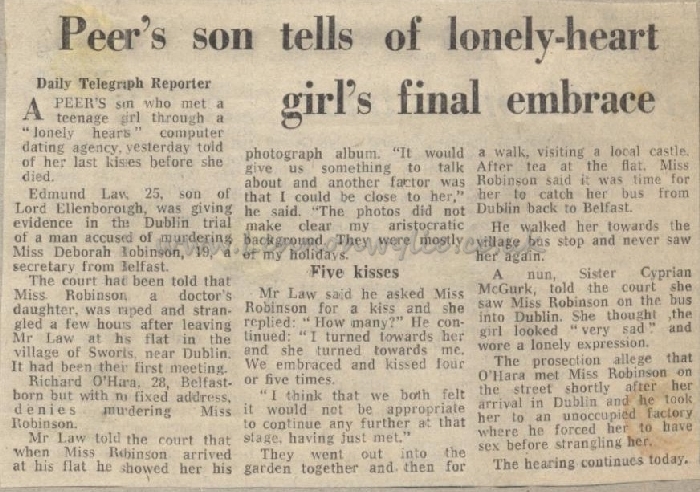 Peer's son tells of lonely-heart
girl's final embrace
Daily Telegraph Reporter
A PEER'S son who met a
teenage girl through a
"lonely hears" computer
dating agency, yesterday told
of her last kisses before she
died.
Edmund Law, 25, son of
Lord Ellenborough, was giving
evidence in the Dublin trial
of a man accused of murdering
Miss Deborah Robinson, 19, a
secretary from Belfast.
The court had been told that
Miss Robinson, a doctor's
daughter, was raped and stran-
gled a few hours after leaving
Mr Law at his flat in the
village of Swords, near Dublin.
It had been their first meeting.
Richard O'Hara, 28, Belfast-
born but with no fixed address,
denies murdering Miss
Robinson.
Mr Law told the court that
when Miss Robinson arrived
at his flat he showed her his
photograph album. "It would
give us something to talk
about and another factor was
that I could be close to her,"
he said. "The photos did not
make clear my aristocratic
background. They were mostly
of my holidays.
Five kisses
Mr Law said he asked Miss
Robinson for a kiss and she
replied: "How many?" He con-
tinued: "I turned towards her
and she turned towards me.
We embraced and kissed four
or five times.
"I think that we both felt
it would not be appropriate
to continue any further at that
stage, having just met."
They went out into the
garden together and then for
a walk, visiting a local castle.
After tea at the flat, Miss
Robinson said it was time for
her to catch her bus from
Dublin back to Belfast.
He walked her towards the
village bus stop and never saw
her again.
A nun, Sister Cyprian
McGurk, told the court she
saw Miss Robinson on the bus
into Dublin. She thought the
girl looked "very sad" and
wore a lonely expression.
The prosection allege that
O'Hara met Miss Robinson on
the street shortly after her
arrival in Dublin and he took
her to an unoccupied factory
where he forced her to have
sex before strangling her.
The hearing continues today.